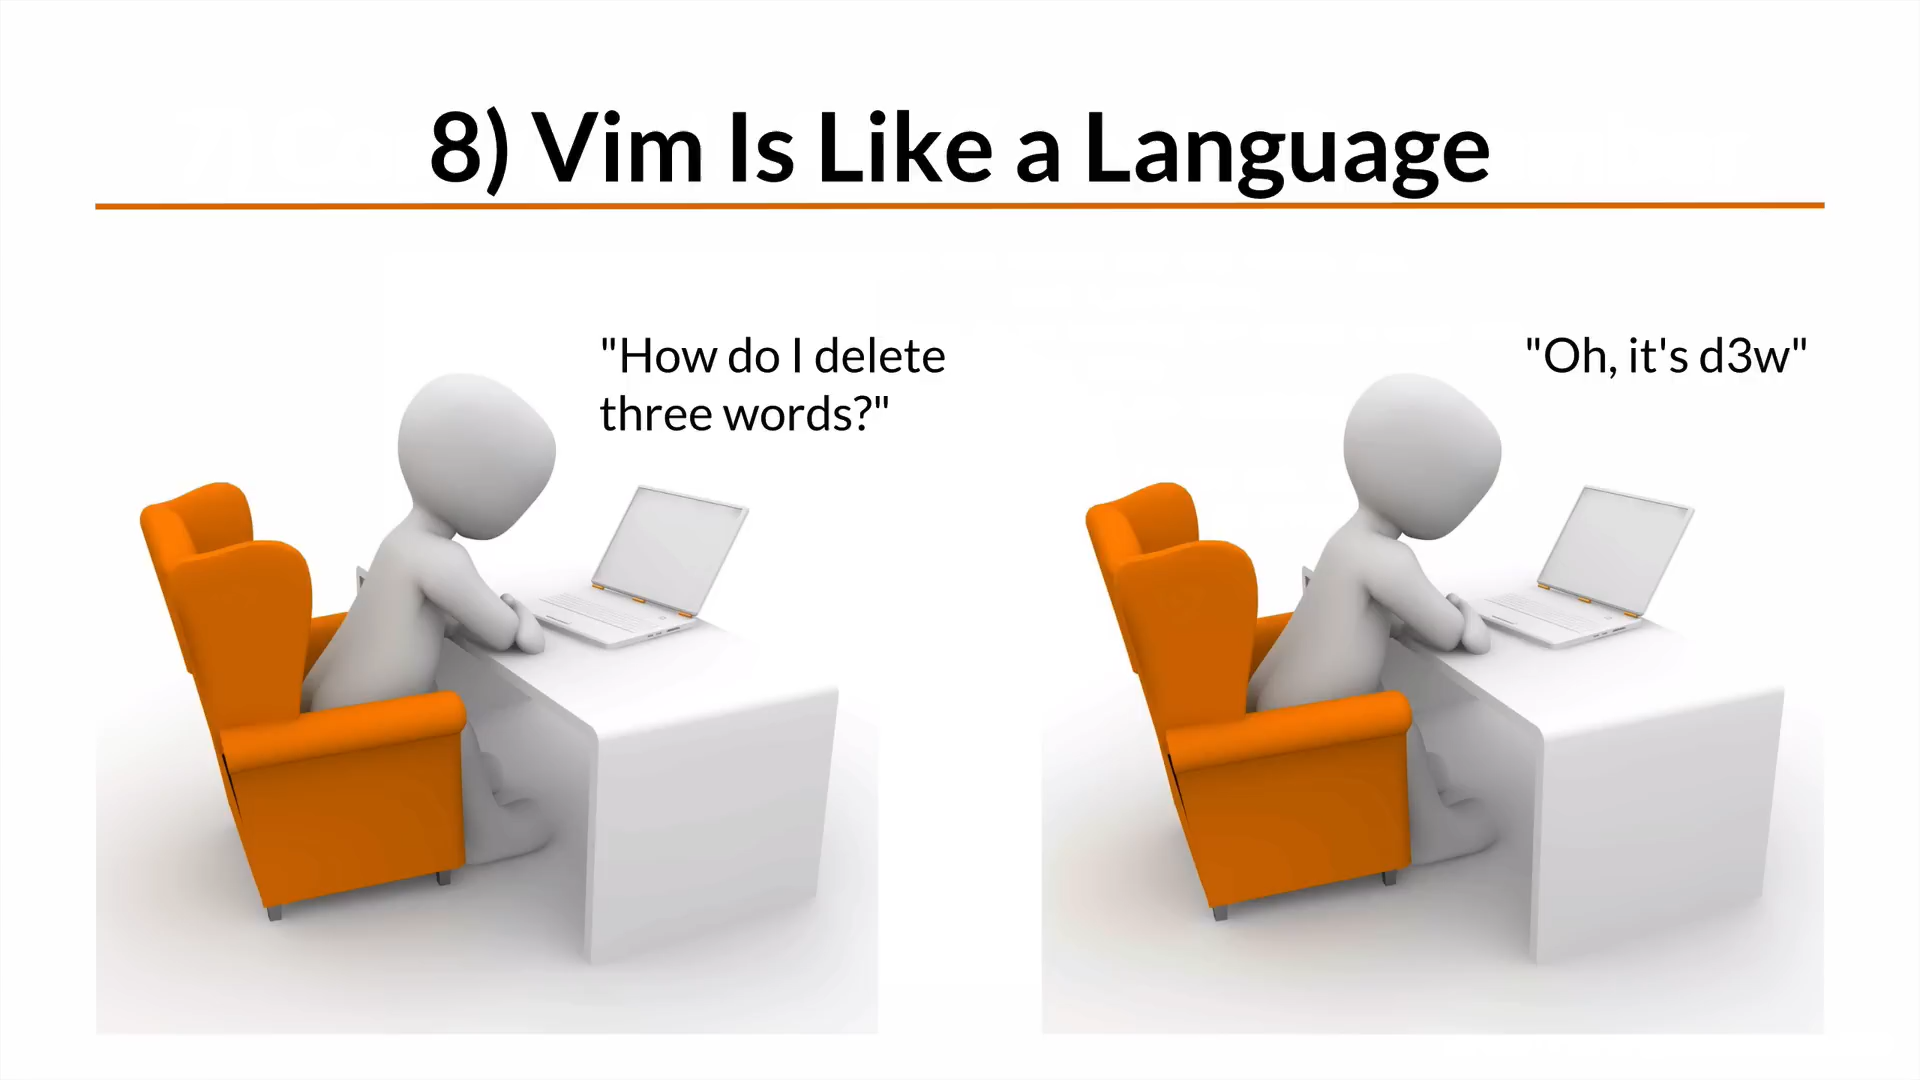 8) Vim Is Like a Language
"How do I delete
three words?"
"Oh, it's d3w"